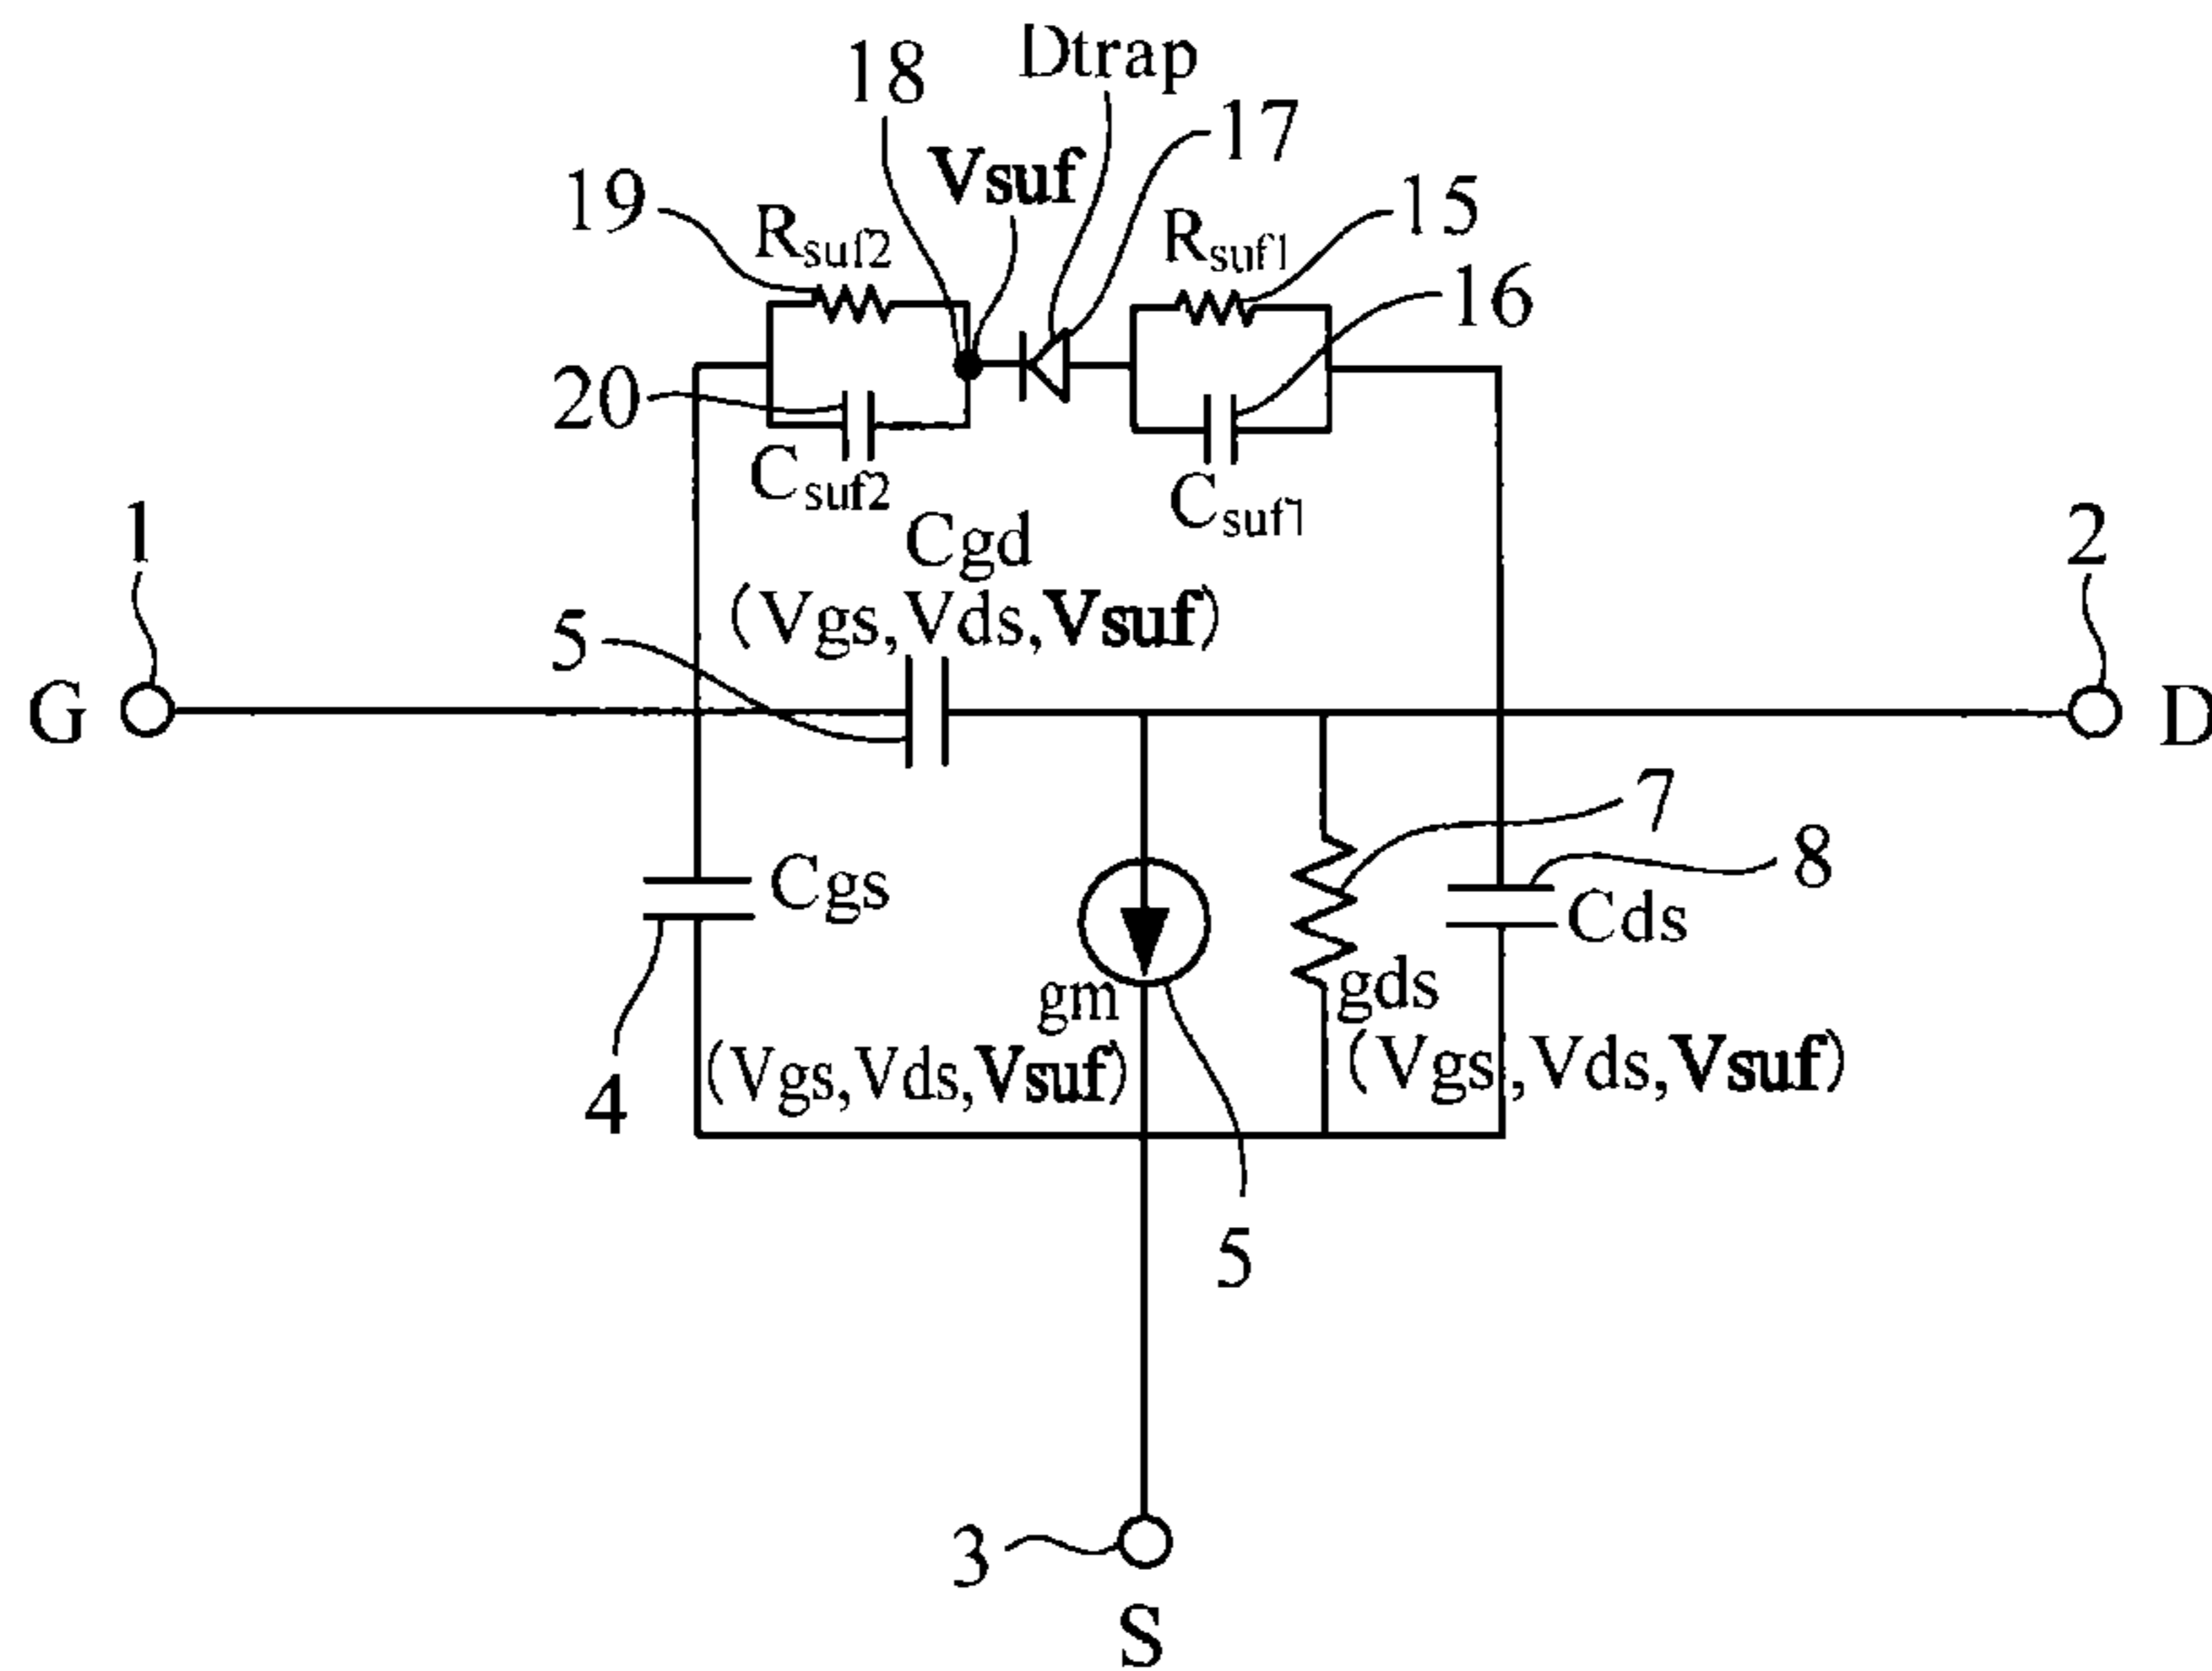 Dtrap
18
17
Vsuf
19
Rsuf2
Rsuf1
15
16
20
Csuf2
Csuf1
1
Cgd
2
5
(Vgs,Vds,Vsuf)
G
D
7
Cgs
8
Cds
gm
gds
(Vgs,Vds,Vsuf)
(Vgs,Vds,Vsuf)
4
5
3
S